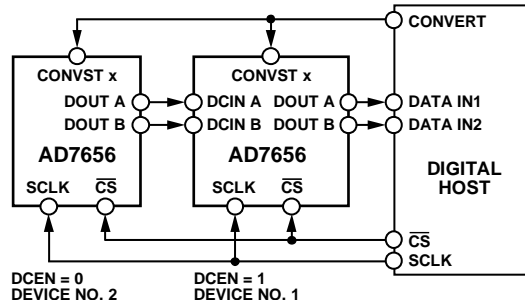 CONVERT
CONVST x
CONVST x
DOUT A
DCIN A
DOUT A
DATA IN1
DOUT B
DCIN B
DOUT B
DATA IN2
AD7656
AD7656
DIGITAL
HOST
SCLK
CS
SCLK
CS
CS
SCLK
DCEN = 0
DEVICE NO. 2
DCEN = 1
DEVICE NO. 1